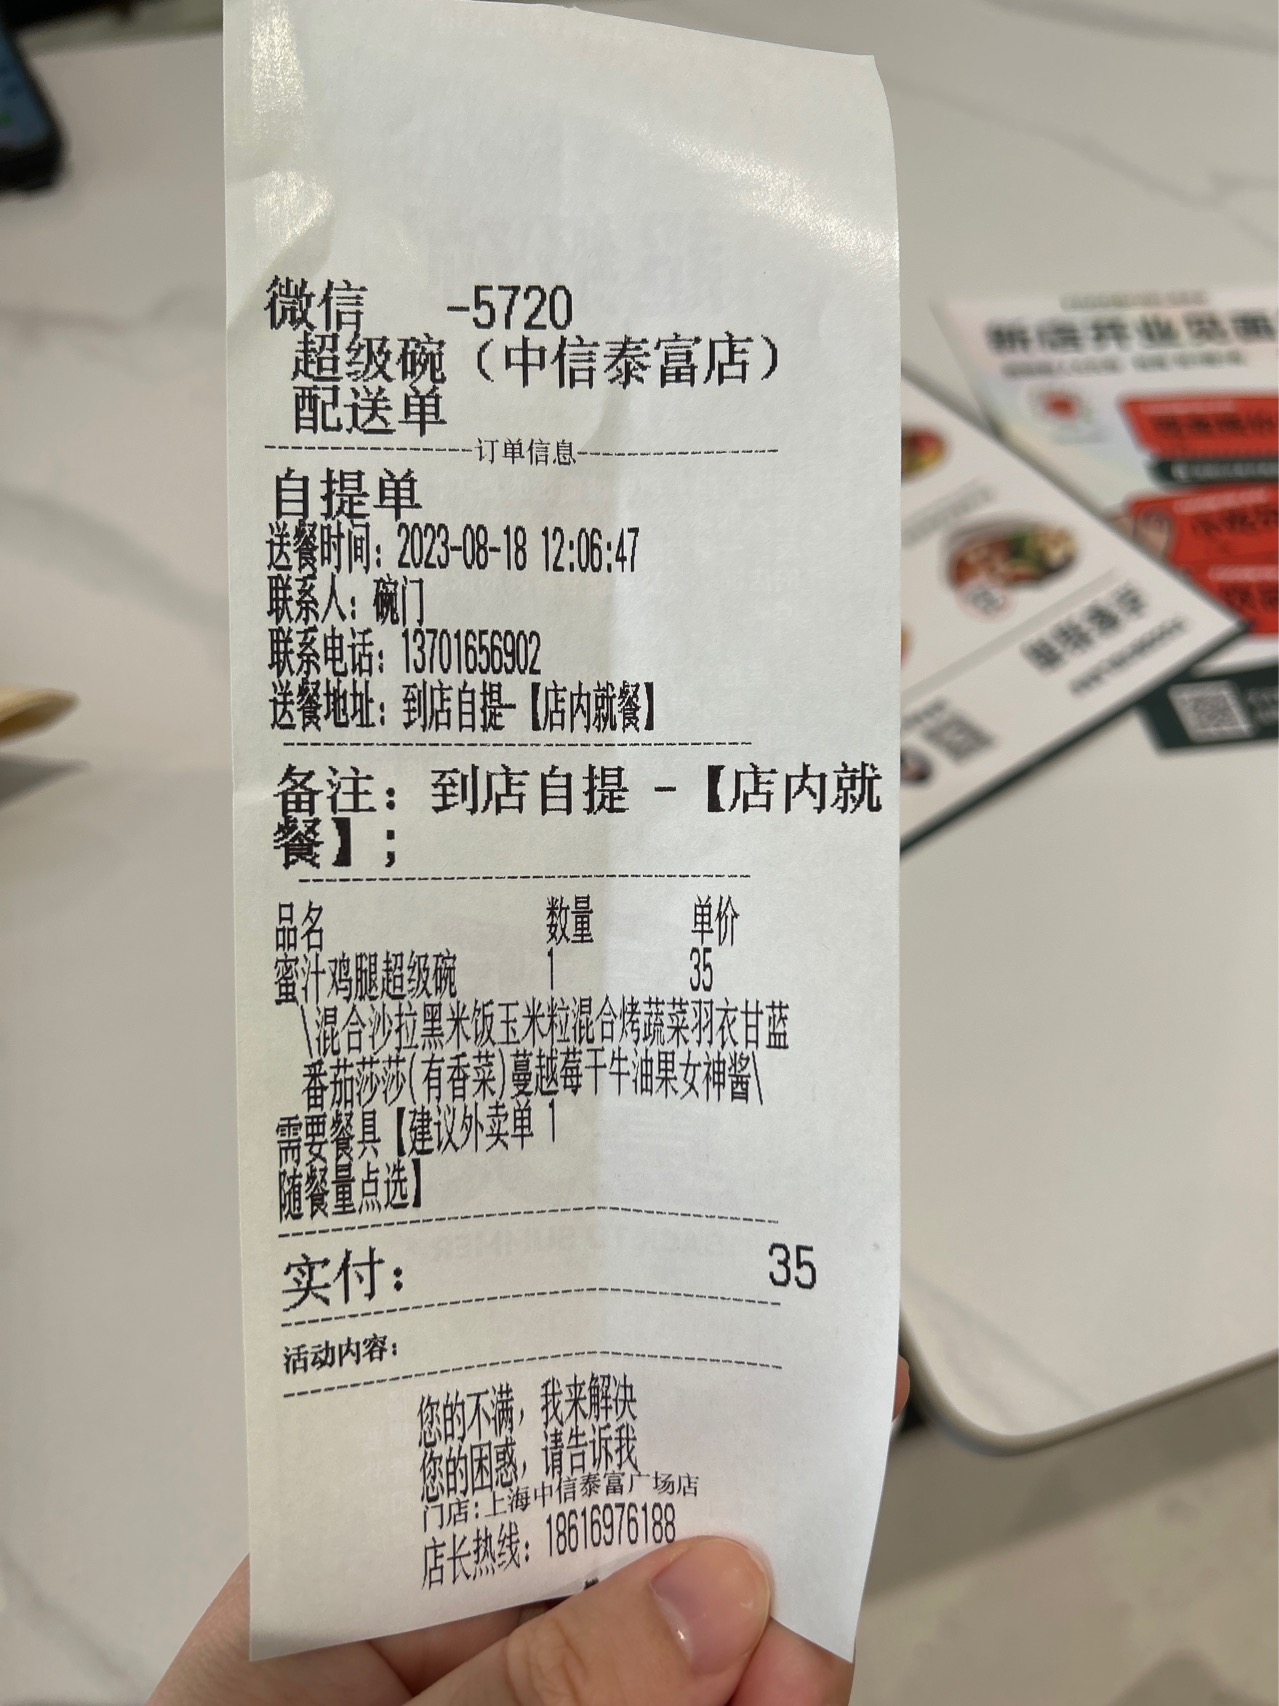 微信 -5720
超级碗（中信泰富店）
配送单
订单信息
自提单
送餐时间：2023-08-18 12:06:47
联系人：碗门
联系电话：13701656902
送餐地址：到店自提-【店内就餐】
备注：到店自提 -【店内就
餐】；
品名 数量 单价
蜜汁鸡腿超级碗 1 35
\混合沙拉黑米饭玉米粒混合烤蔬菜羽衣甘蓝
番茄莎莎(有香菜)蔓越莓干牛油果女神酱\
需要餐具【建议外卖单 1
随餐量点选】
实付： 35
活动内容：
您的不满，我来解决
您的困惑，请告诉我
门店:上海中信泰富广场店
店长热线：18616976188
新店开业见面